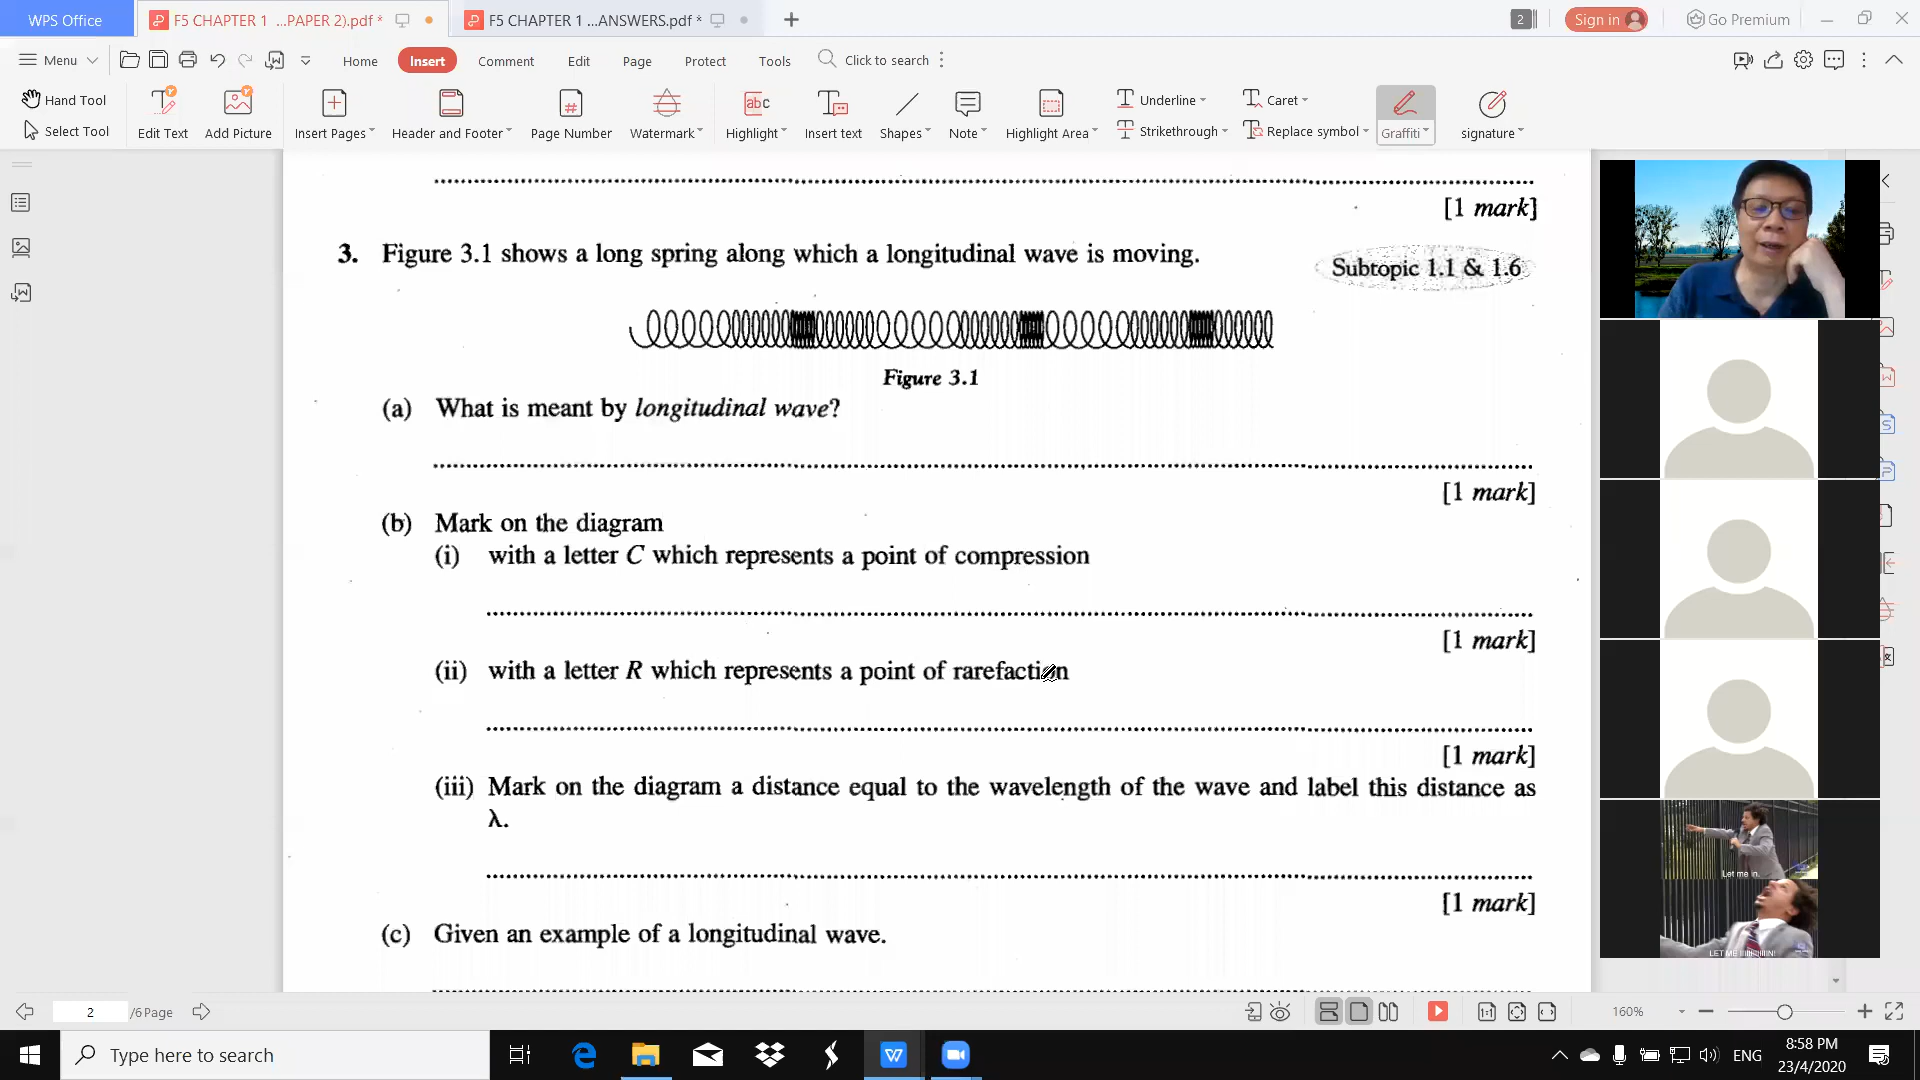 WPS Office
F5 CHAPTER 1 ...PAPER 2).pdf *
F5 CHAPTER 1 ...ANSWERS.pdf *
2
Sign in
Go Premium
Menu
Home
Insert
Comment
Edit
Page
Protect
Tools
Click to search
Hand Tool
Select Tool
Edit Text
Add Picture
Insert Pages
Header and Footer
Page Number
Watermark
Highlight
Insert text
Shapes
Note
Highlight Area
Underline
Strikethrough
Caret
Replace symbol
Graffiti
signature
[1 mark]
3. Figure 3.1 shows a long spring along which a longitudinal wave is moving.
Subtopic 1.1 & 1.6
Figure 3.1
(a) What is meant by longitudinal wave?
[1 mark]
(b) Mark on the diagram
(i) with a letter C which represents a point of compression
[1 mark]
(ii) with a letter R which represents a point of rarefaction
[1 mark]
(iii) Mark on the diagram a distance equal to the wavelength of the wave and label this distance as
λ.
[1 mark]
(c) Given an example of a longitudinal wave.
Let me in.
2
/6Page
160%
Type here to search
ENG
8:58 PM
23/4/2020